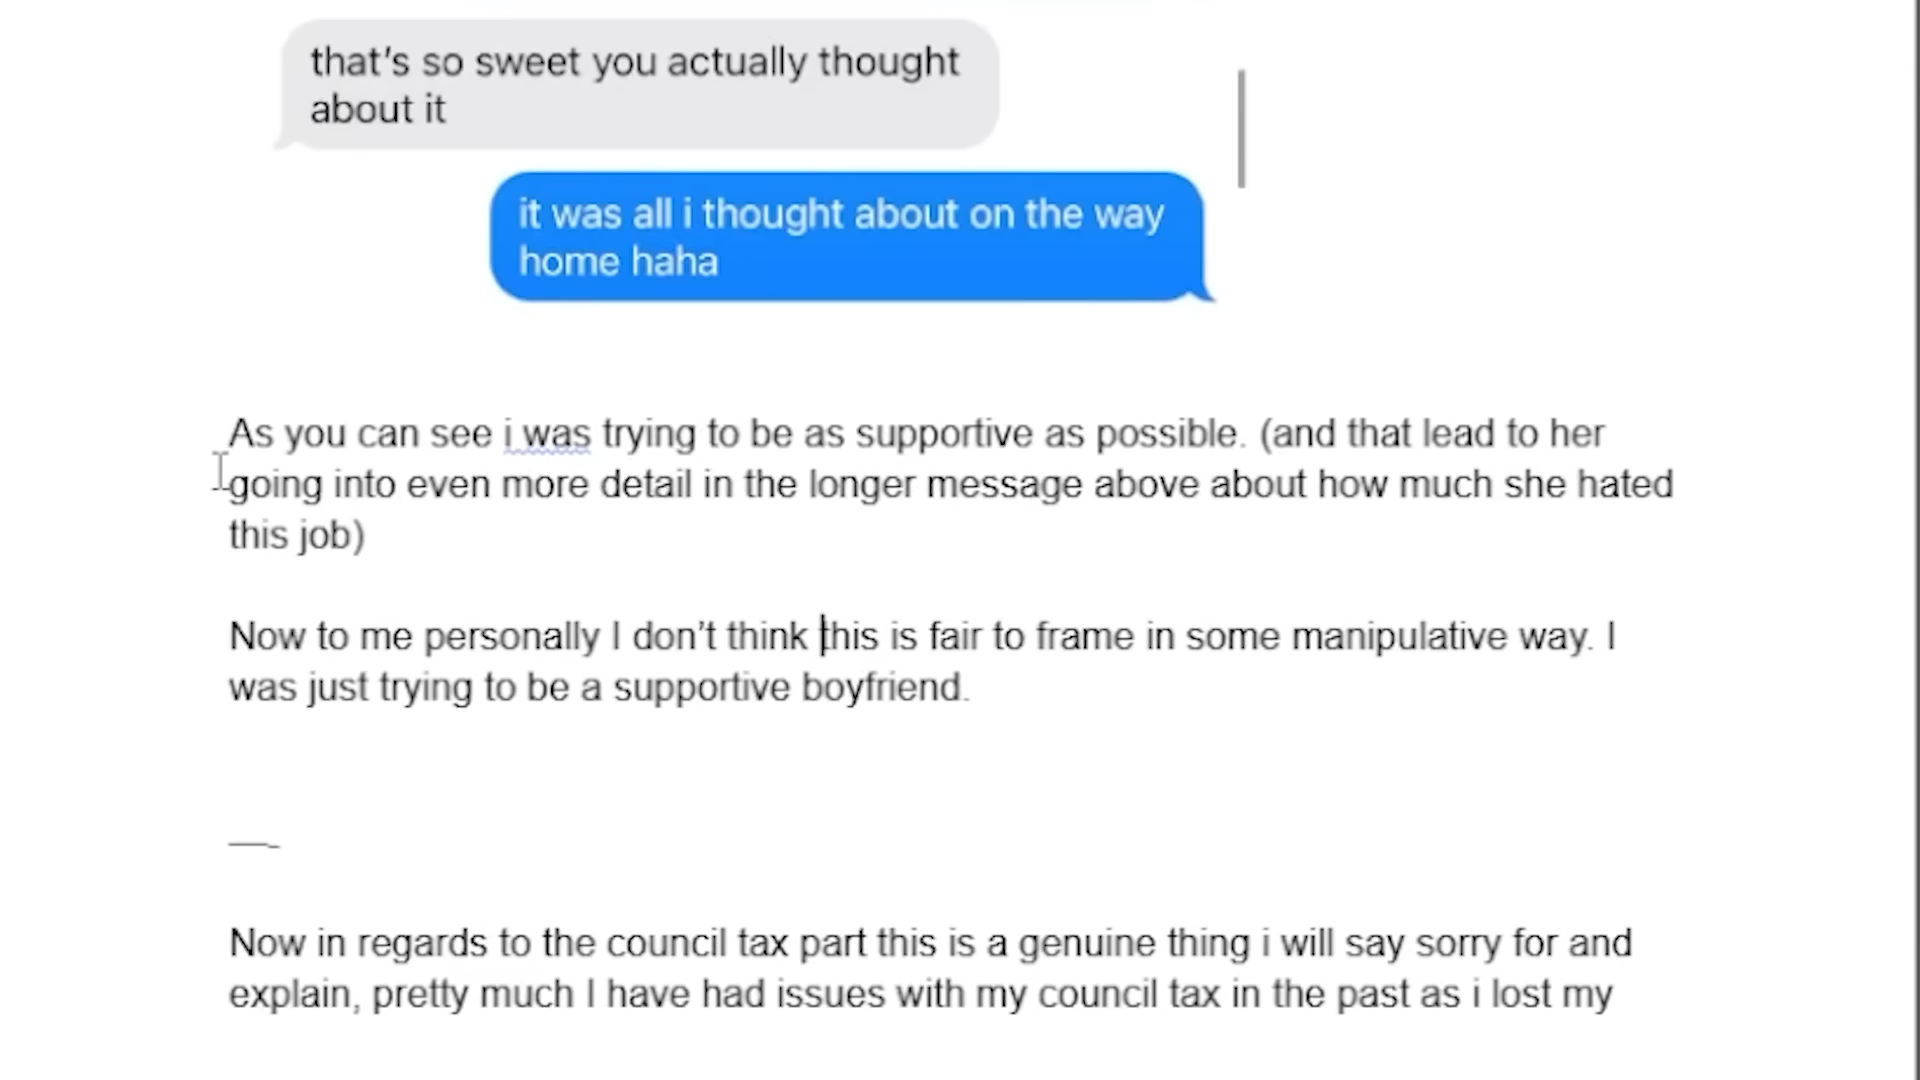 that's so sweet you actually thought
about it
it was all i thought about on the way
home haha
As you can see i was trying to be as supportive as possible. (and that lead to her
going into even more detail in the longer message above about how much she hated
this job)
Now to me personally I don't think this is fair to frame in some manipulative way. I
was just trying to be a supportive boyfriend.
—-
Now in regards to the council tax part this is a genuine thing i will say sorry for and
explain, pretty much I have had issues with my council tax in the past as i lost my